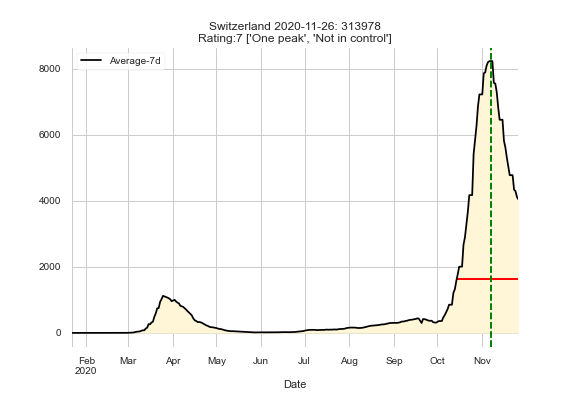 Switzerland 2020-11-26: 313978
Rating:7 ['One peak', 'Not in control']
Average-7d
8000
6000
4000
2000
0
Feb Mar Apr May Jun Jul Aug Sep Oct Nov
2020
Date